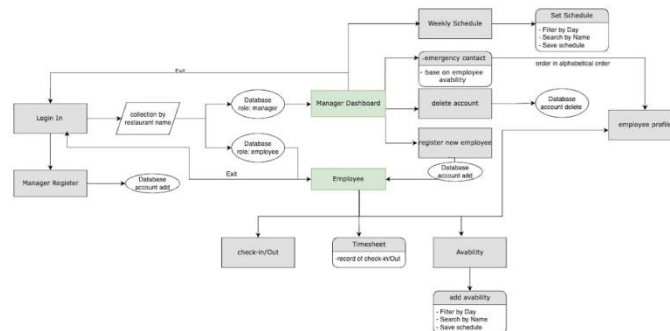 Weekly Schedule
Set Schedule
- Filter by Day
- Search by Name
- Save schedule
Exit
-emergency contact
- base on employee
avability
order in alphabetical order
Login In
collection by
restaurant name
Database
role: manager
Manager Dashboard
delete account
Database
account delete
employee profile
Database
role: employee
register new employee
Manager Register
Database
account add
Exit
Employee
Database
account add
check-in/Out
Timesheet
-record of check-in/Out
Avability
add avability
- Filter by Day
- Search by Name
- Save schedule